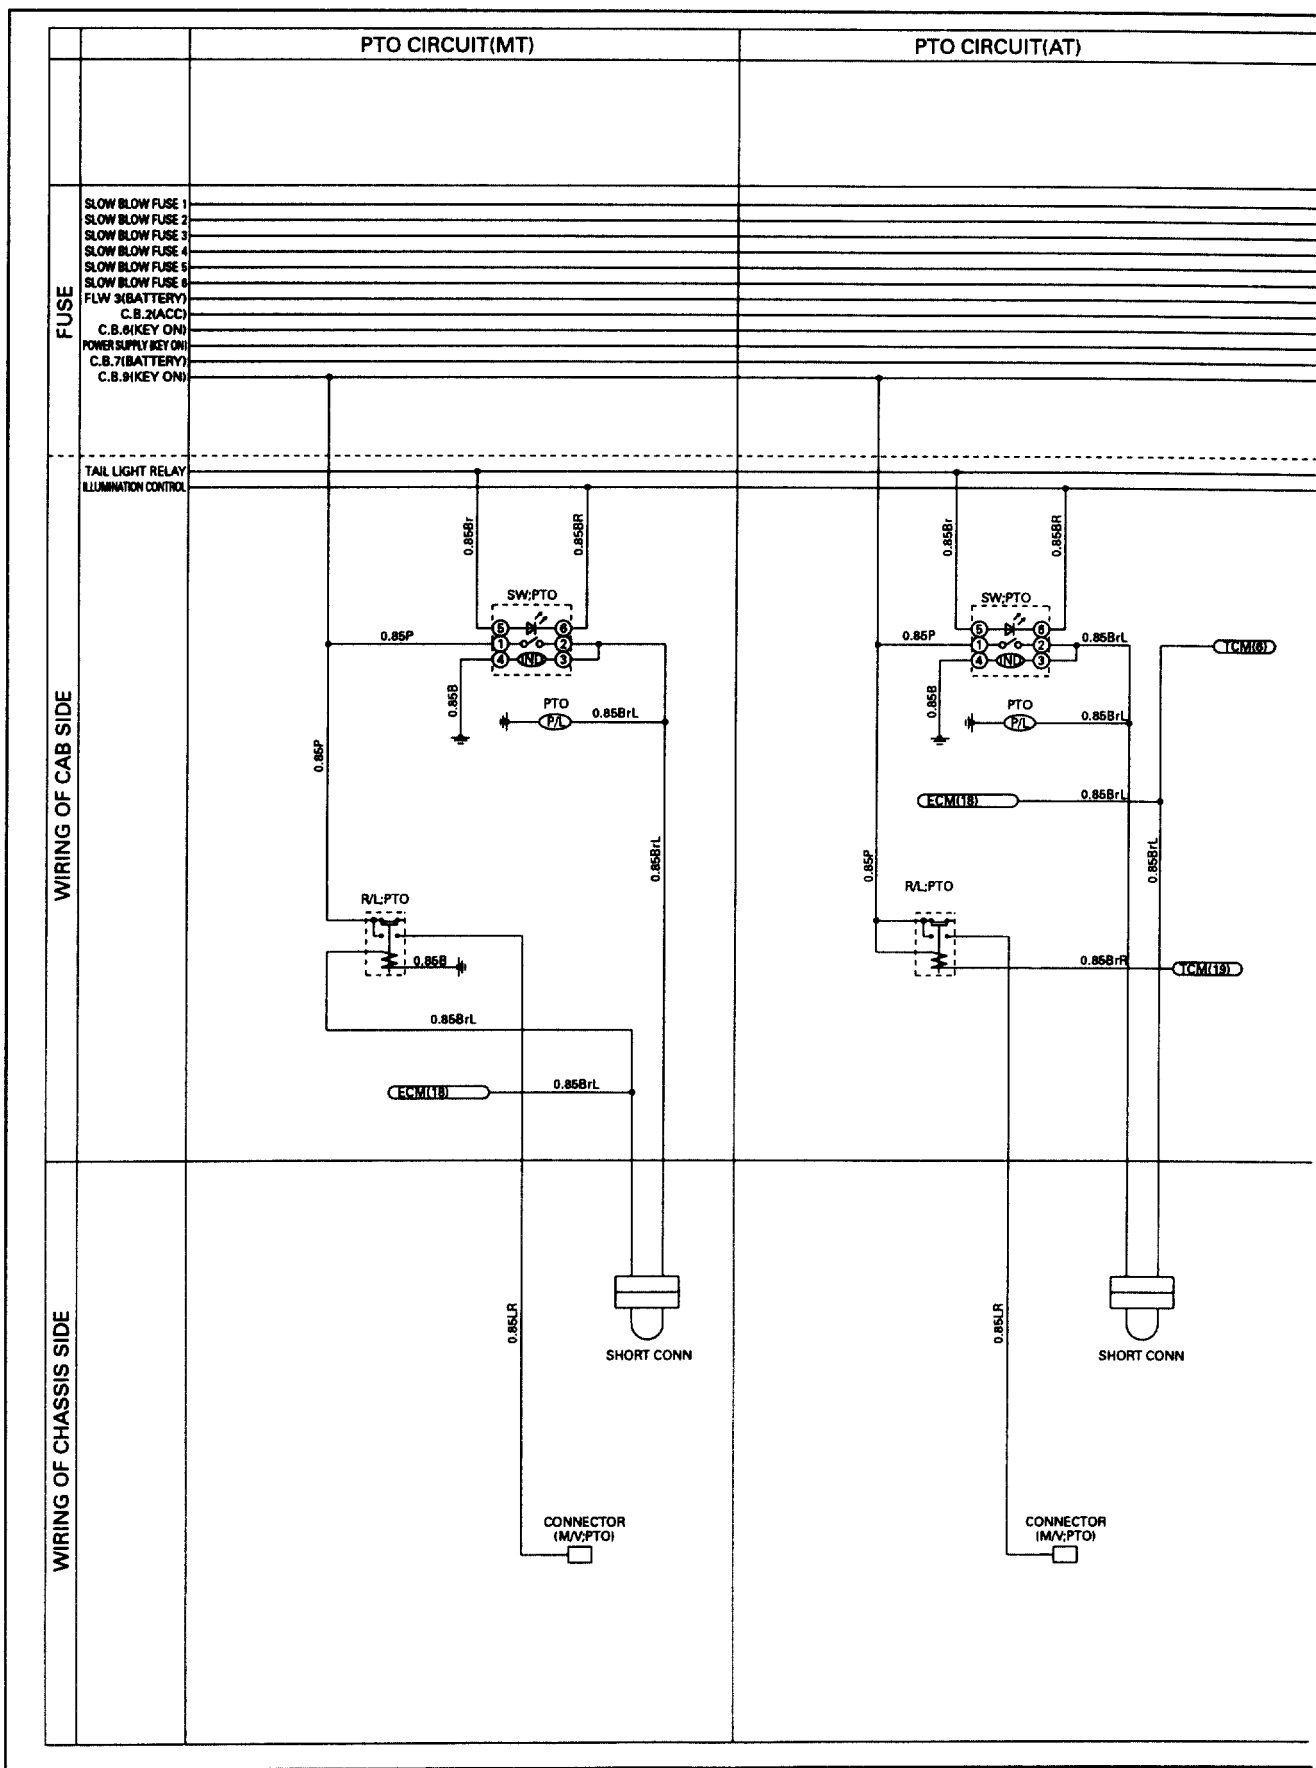 PTO CIRCUIT(MT)
PTO CIRCUIT(AT)
FUSE
SLOW BLOW FUSE 1
SLOW BLOW FUSE 2
SLOW BLOW FUSE 3
SLOW BLOW FUSE 4
SLOW BLOW FUSE 5
SLOW BLOW FUSE 6
FLW 3(BATTERY)
C.B.2(ACC)
C.B.6(KEY ON)
POWER SUPPLY (KEY ON)
C.B.7(BATTERY)
C.B.9(KEY ON)
WIRING OF CAB SIDE
TAIL LIGHT RELAY
ILLUMINATION CONTROL
0.85Br
0.85BR
SW;PTO
5
6
0.85P
1
2
4
IND
3
0.85B
PTO
P/L
0.85BrL
0.85P
0.85BrL
R/L;PTO
0.85B
0.85BrL
ECM(18)
0.85BrL
0.85Br
0.85BR
SW;PTO
5
6
0.85P
1
2
0.85BrL
TCM(6)
4
IND
3
0.85B
PTO
P/L
0.85BrL
ECM(18)
0.85BrL
0.85P
0.85BrL
R/L;PTO
0.85BrR
TCM(19)
WIRING OF CHASSIS SIDE
0.85LR
SHORT CONN
CONNECTOR
(M/V;PTO)
0.85LR
SHORT CONN
CONNECTOR
(M/V;PTO)